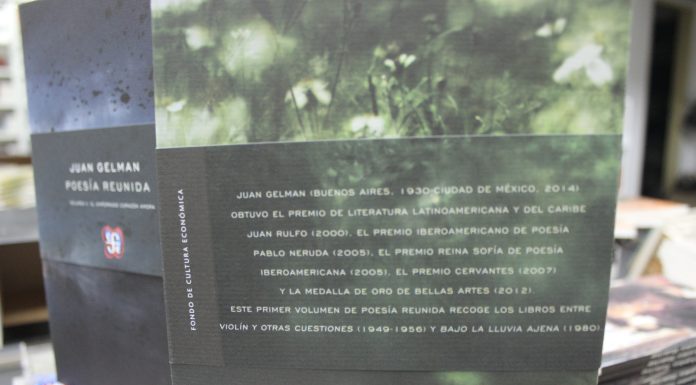 JUAN GELMAN
POESÍA REUNIDA
FONDO DE CULTURA ECONÓMICA
JUAN GELMAN (BUENOS AIRES, 1930-CIUDAD DE MÉXICO, 2014)
OBTUVO EL PREMIO DE LITERATURA LATINOAMERICANA Y DEL CARIBE
JUAN RULFO (2000), EL PREMIO IBEROAMERICANO DE POESÍA
PABLO NERUDA (2005), EL PREMIO REINA SOFÍA DE POESÍA
IBEROAMERICANA (2005), EL PREMIO CERVANTES (2007)
Y LA MEDALLA DE ORO DE BELLAS ARTES (2012).
ESTE PRIMER VOLUMEN DE POESÍA REUNIDA RECOGE LOS LIBROS ENTRE
VIOLÍN Y OTRAS CUESTIONES (1949-1956) Y BAJO LA LLUVIA AJENA (1980)